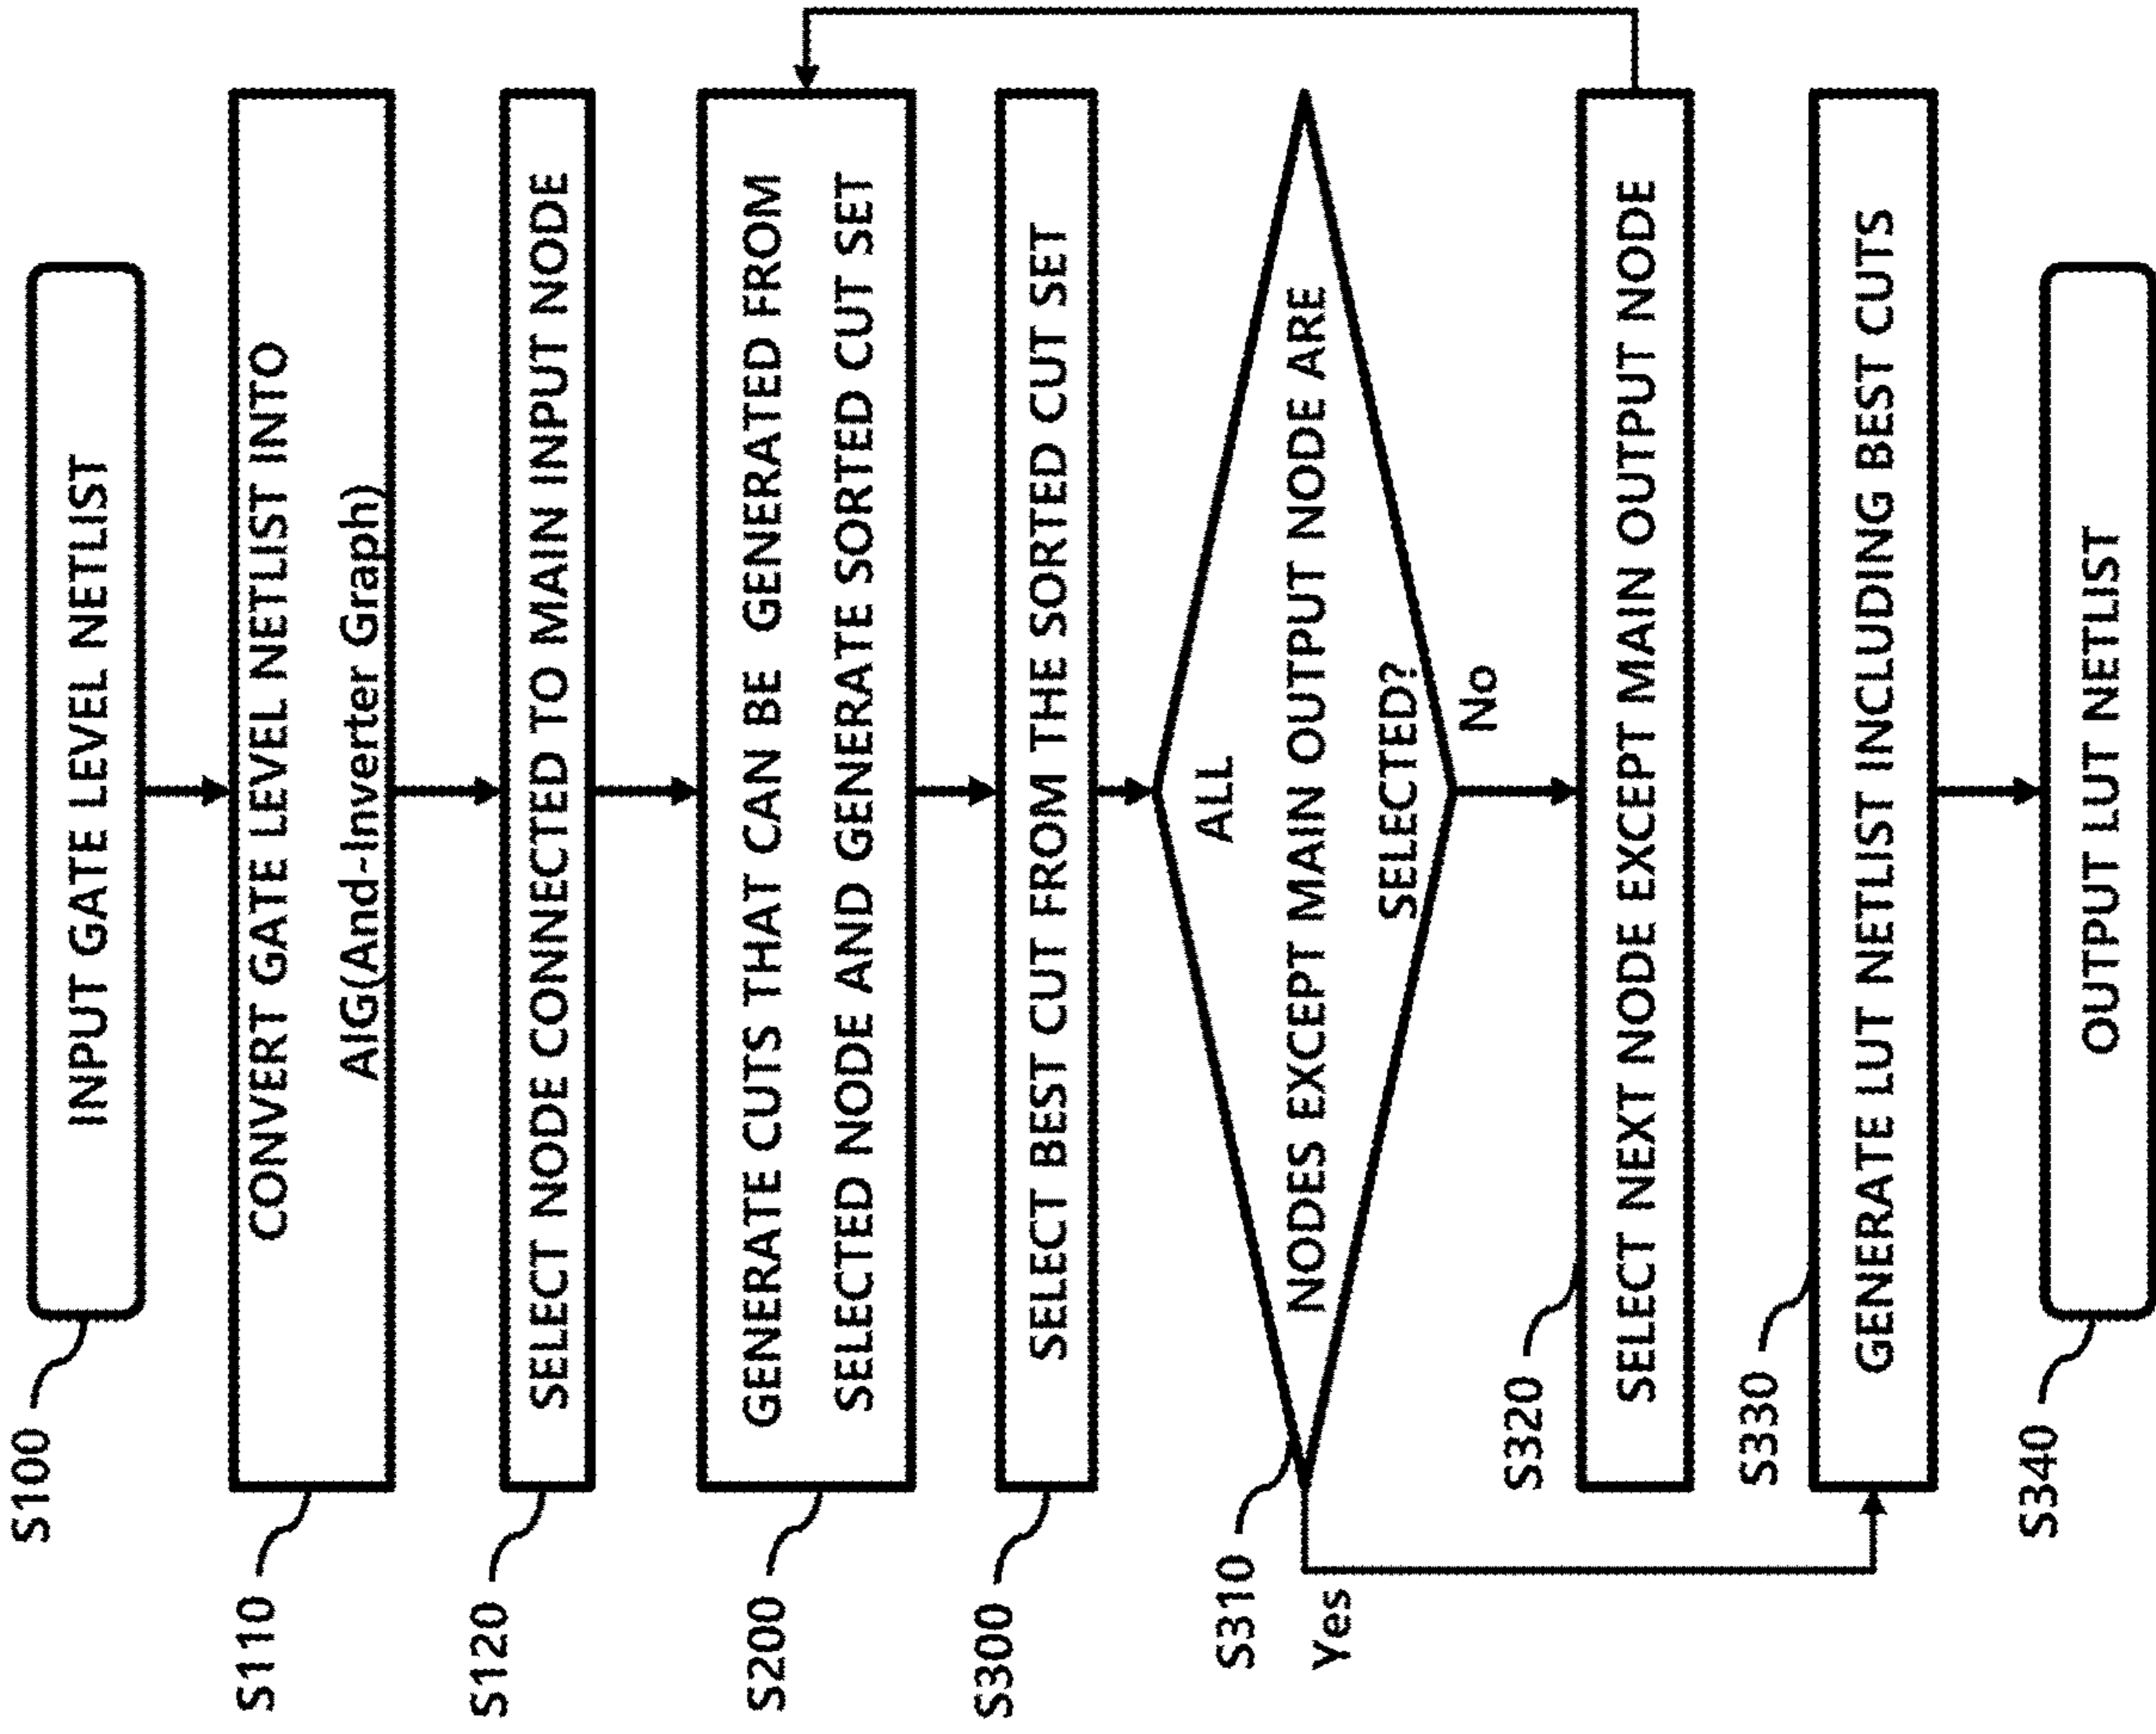 S100
INPUT GATE LEVEL NETLIST
S110
CONVERT GATE LEVEL NETLIST INTO
AIG(And-Inverter Graph)
S120
SELECT NODE CONNECTED TO MAIN INPUT NODE
S200
GENERATE CUTS THAT CAN BE GENERATED FROM
SELECTED NODE AND GENERATE SORTED CUT SET
S300
SELECT BEST CUT FROM THE SORTED CUT SET
S310
ALL
NODES EXCEPT MAIN OUTPUT NODE ARE
SELECTED?
Yes
No
S320
SELECT NEXT NODE EXCEPT MAIN OUTPUT NODE
S330
GENERATE LUT NETLIST INCLUDING BEST CUTS
S340
OUTPUT LUT NETLIST